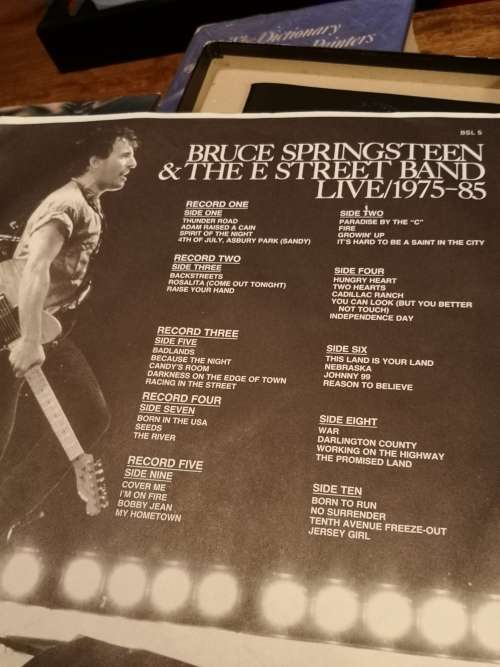 The Dictionary
Painters
BSL 5
BRUCE SPRINGSTEEN
& THE E STREET BAND
LIVE/1975-85
RECORD ONE
SIDE ONE
THUNDER ROAD
ADAM RAISED A CAIN
SPIRIT OF THE NIGHT
4TH OF JULY, ASBURY PARK (SANDY)
SIDE TWO
PARADISE BY THE "C"
FIRE
GROWIN' UP
IT'S HARD TO BE A SAINT IN THE CITY
RECORD TWO
SIDE THREE
BACKSTREETS
ROSALITA (COME OUT TONIGHT)
RAISE YOUR HAND
SIDE FOUR
HUNGRY HEART
TWO HEARTS
CADILLAC RANCH
YOU CAN LOOK (BUT YOU BETTER
NOT TOUCH)
INDEPENDENCE DAY
RECORD THREE
SIDE FIVE
BADLANDS
BECAUSE THE NIGHT
CANDY'S ROOM
DARKNESS ON THE EDGE OF TOWN
RACING IN THE STREET
SIDE SIX
THIS LAND IS YOUR LAND
NEBRASKA
JOHNNY 99
REASON TO BELIEVE
RECORD FOUR
SIDE SEVEN
BORN IN THE USA
SEEDS
THE RIVER
SIDE EIGHT
WAR
DARLINGTON COUNTY
WORKING ON THE HIGHWAY
THE PROMISED LAND
RECORD FIVE
SIDE NINE
COVER ME
I'M ON FIRE
BOBBY JEAN
MY HOMETOWN
SIDE TEN
BORN TO RUN
NO SURRENDER
TENTH AVENUE FREEZE-OUT
JERSEY GIRL